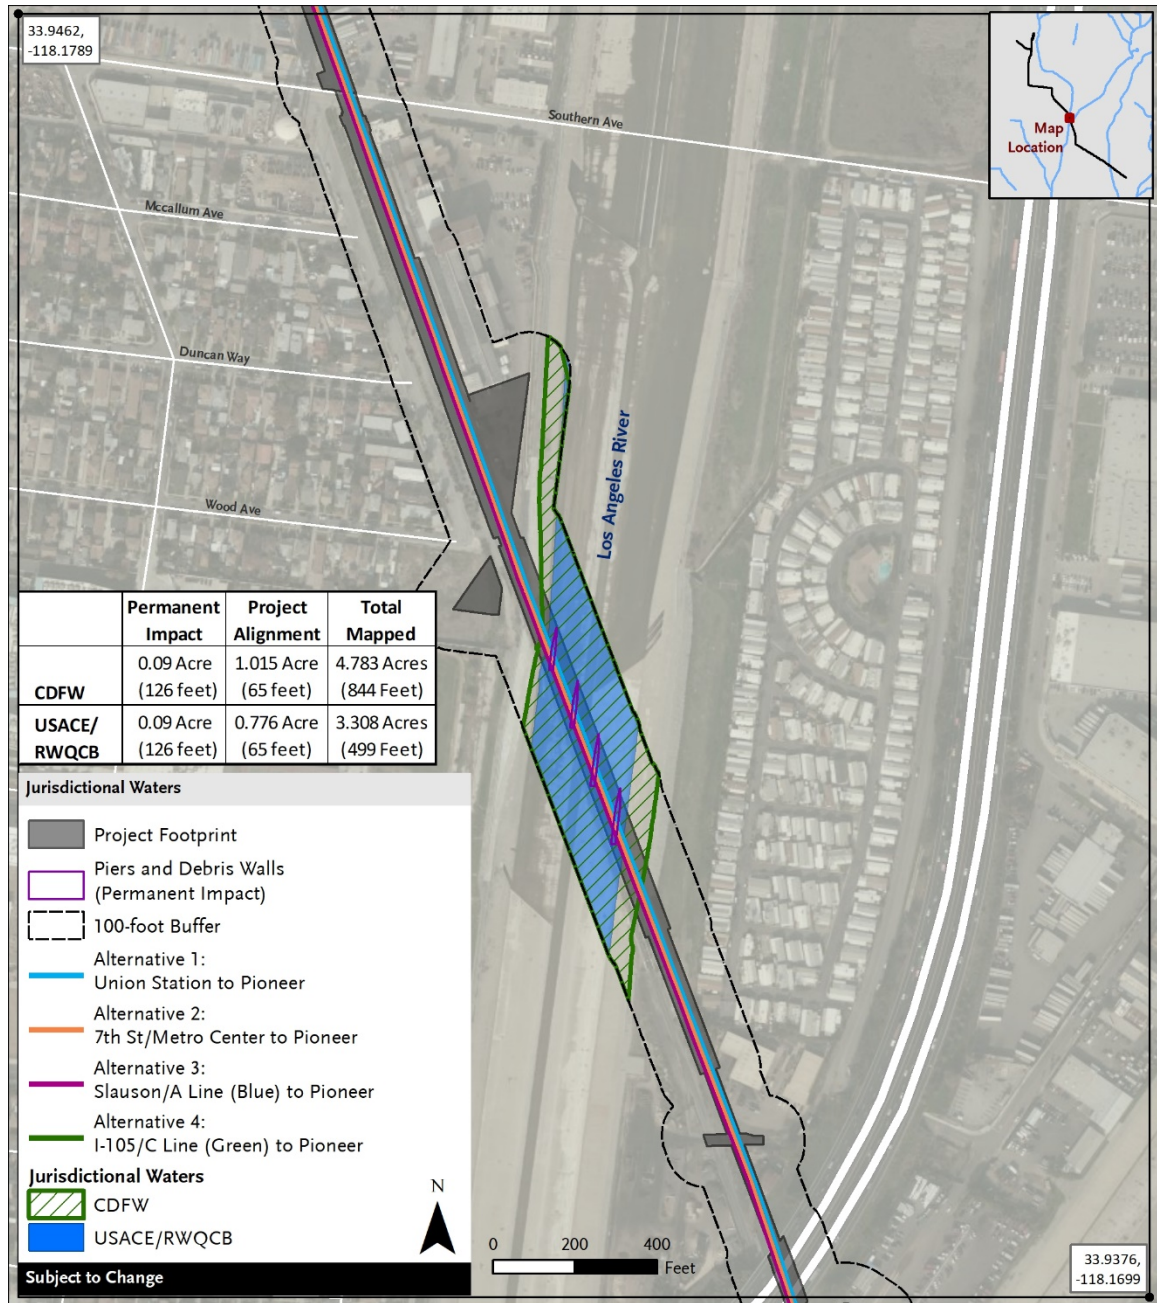 33.9462,
-118.1789
Map
Location
Southern Ave
Mccallum Ave
Duncan Way
Wood Ave
Los Angeles River
Permanent Impact Project Alignment Total Mapped
CDFW 0.09 Acre (126 feet) 1.015 Acre (65 feet) 4.783 Acres (844 Feet)
USACE/ RWQCB 0.09 Acre (126 feet) 0.776 Acre (65 feet) 3.308 Acres (499 Feet)
Jurisdictional Waters
Project Footprint
Piers and Debris Walls
(Permanent Impact)
100-foot Buffer
Alternative 1:
Union Station to Pioneer
Alternative 2:
7th St/Metro Center to Pioneer
Alternative 3:
Slauson/A Line (Blue) to Pioneer
Alternative 4:
I-105/C Line (Green) to Pioneer
Jurisdictional Waters
CDFW
USACE/RWQCB
Subject to Change
N
0 200 400
Feet
33.9376,
-118.1699